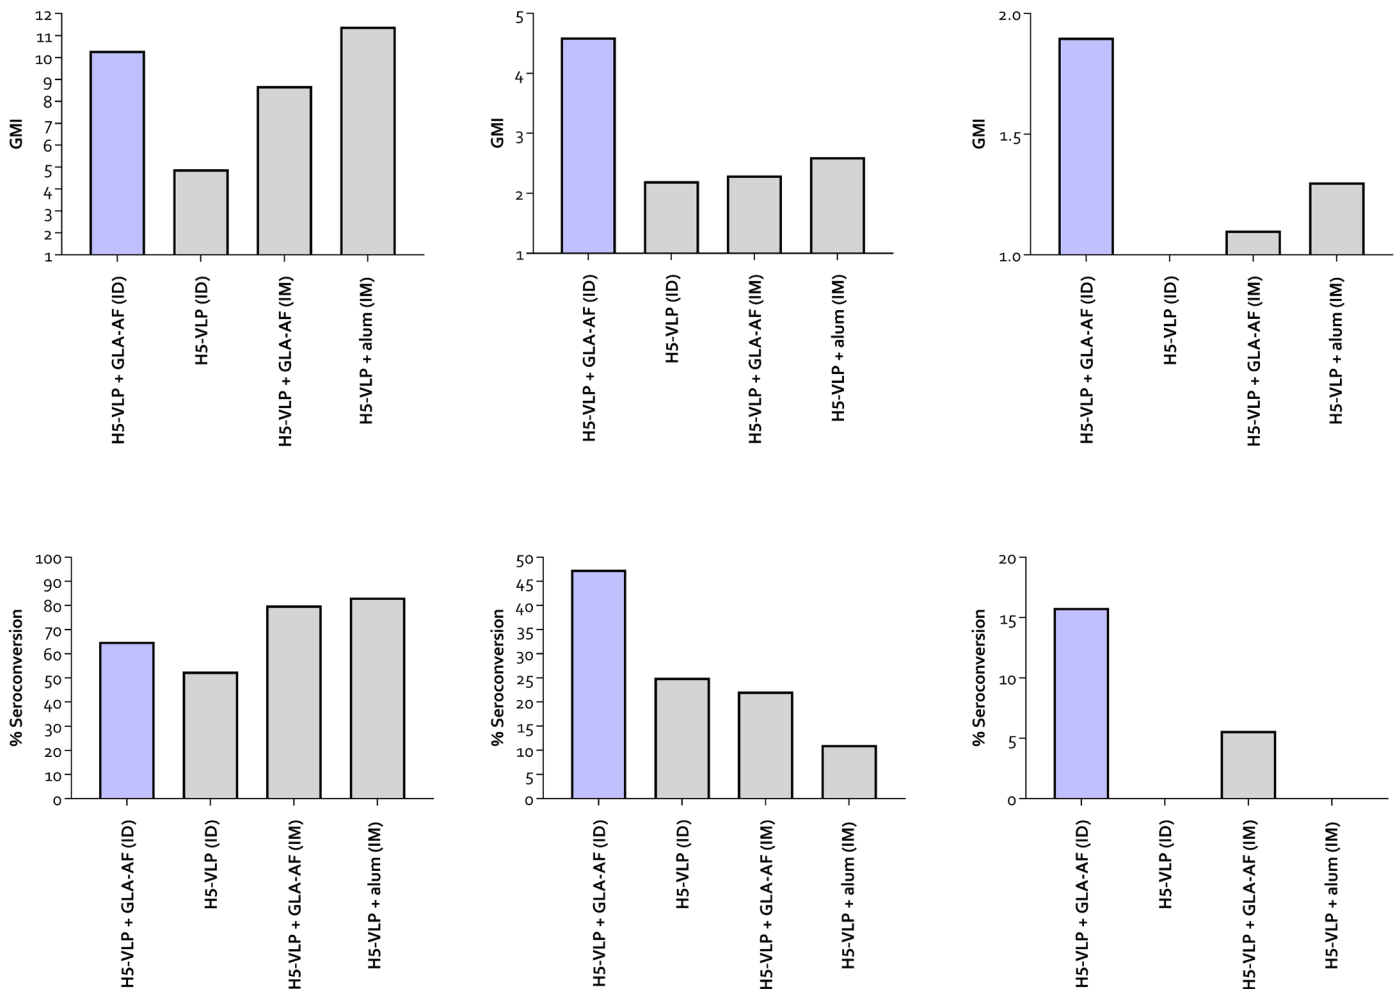 12
11
10
9
8
7
6
5
4
3
2
1
GMI
H5-VLP + GLA-AF (ID)
H5-VLP (ID)
H5-VLP + GLA-AF (IM)
H5-VLP + alum (IM)
5
4
3
2
1
GMI
H5-VLP + GLA-AF (ID)
H5-VLP (ID)
H5-VLP + GLA-AF (IM)
H5-VLP + alum (IM)
2.0
1.5
1.0
GMI
H5-VLP + GLA-AF (ID)
H5-VLP (ID)
H5-VLP + GLA-AF (IM)
H5-VLP + alum (IM)
100
90
80
70
60
50
40
30
20
10
0
% Seroconversion
H5-VLP + GLA-AF (ID)
H5-VLP (ID)
H5-VLP + GLA-AF (IM)
H5-VLP + alum (IM)
50
45
40
35
30
25
20
15
10
5
0
% Seroconversion
H5-VLP + GLA-AF (ID)
H5-VLP (ID)
H5-VLP + GLA-AF (IM)
H5-VLP + alum (IM)
20
15
10
5
0
% Seroconversion
H5-VLP + GLA-AF (ID)
H5-VLP (ID)
H5-VLP + GLA-AF (IM)
H5-VLP + alum (IM)